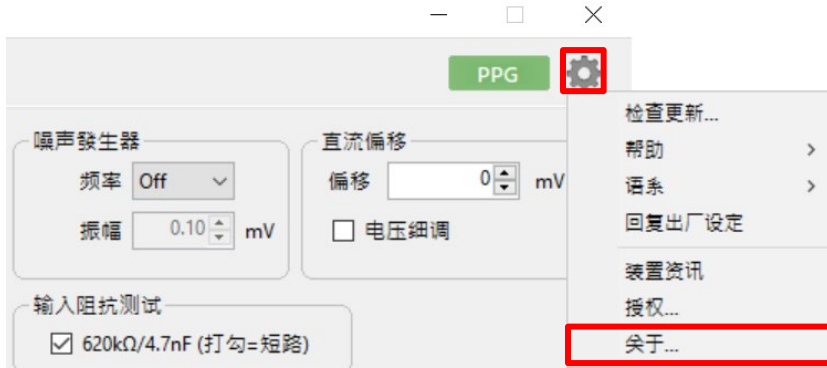 PPG
检查更新...
帮助
语系
回复出厂设定
装置资讯
授权...
关于...
噪声發生器
频率 Off
振幅 0.10 mV
直流偏移
偏移 0 mV
电压细调
输入阻抗测试
620kΩ/4.7nF (打勾=短路)